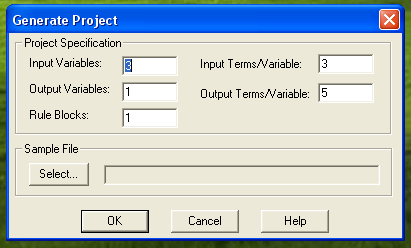 Generate Project
Project Specification
Input Variables: 3 Input Terms/Variable: 3
Output Variables: 1 Output Terms/Variable: 5
Rule Blocks: 1
Sample File
Select...
OK Cancel Help